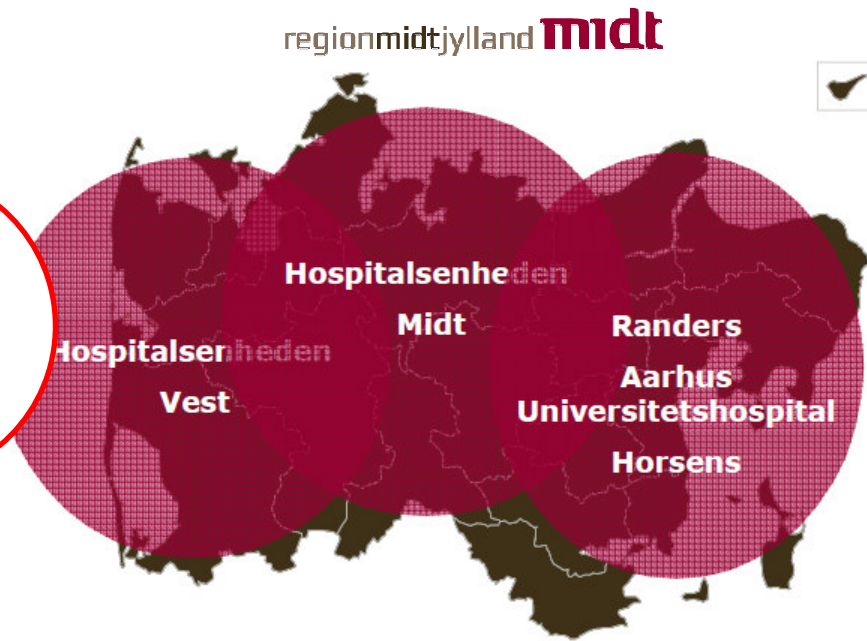 regionmidtjylland midt
Hospitalsenheden
Midt
Hospitalsenheden
Vest
Randers
Aarhus
Universitetshospital
Horsens